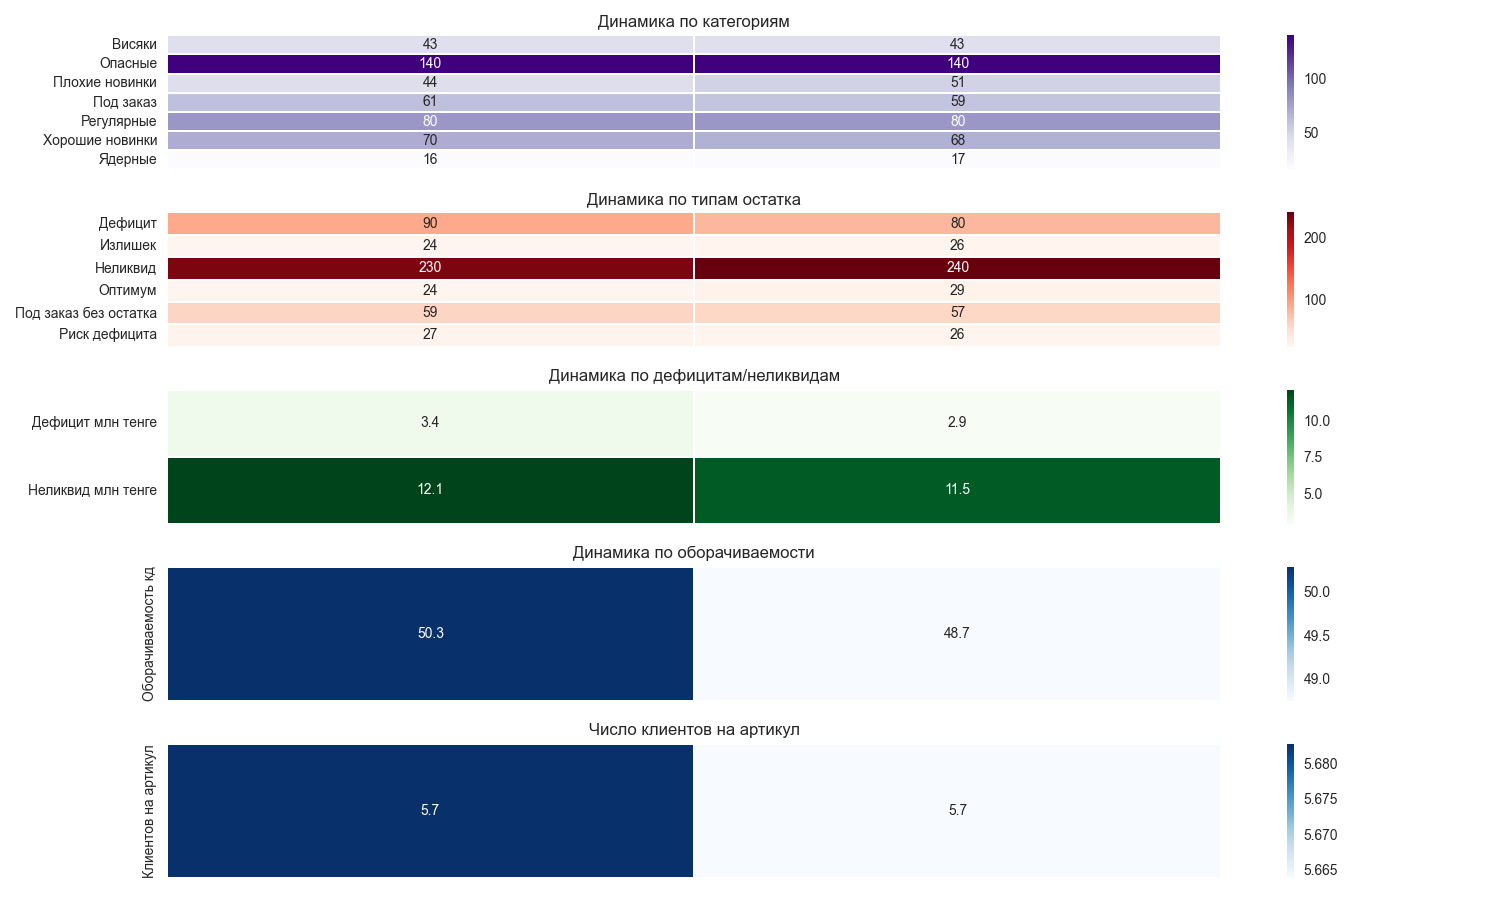 Динамика по категориям
Висяки 43 43
Опасные 140 140
Плохие новинки 44 51
Под заказ 61 59
Регулярные 80 80
Хорошие новинки 70 68
Ядерные 16 17
100
50
Динамика по типам остатка
Дефицит 90 80
Излишек 24 26
Неликвид 230 240
Оптимум 24 29
Под заказ без остатка 59 57
Риск дефицита 27 26
200
100
Динамика по дефицитам/неликвидам
Дефицит млн тенге 3.4 2.9
Неликвид млн тенге 12.1 11.5
10.0
7.5
5.0
Динамика по оборачиваемости
Оборачиваемость кд 50.3 48.7
50.0
49.5
49.0
Число клиентов на артикул
Клиентов на артикул 5.7 5.7
5.680
5.675
5.670
5.665